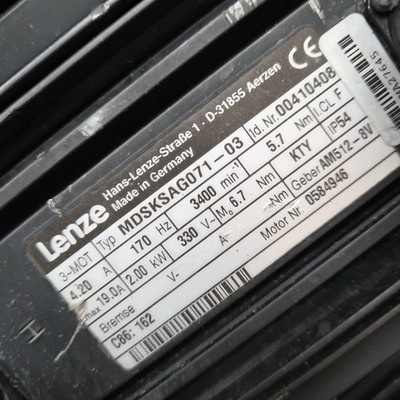 Lenze
Hans-Lenze-Straße 1 · D-31855 Aerzen
Made in Germany
CE
3~MOT Typ MDSKSAG071-03 Id.Nr. 00410408
4.20 A 170 Hz 3400 min-1 5.7 Nm I.CL F
max 19.0A 2.00 kW 330 V~ M0 6.7 Nm KTY IP54
Bremse V- A- Nm Geber AM512-8V
C86: 162 Motor Nr. 0584946
H